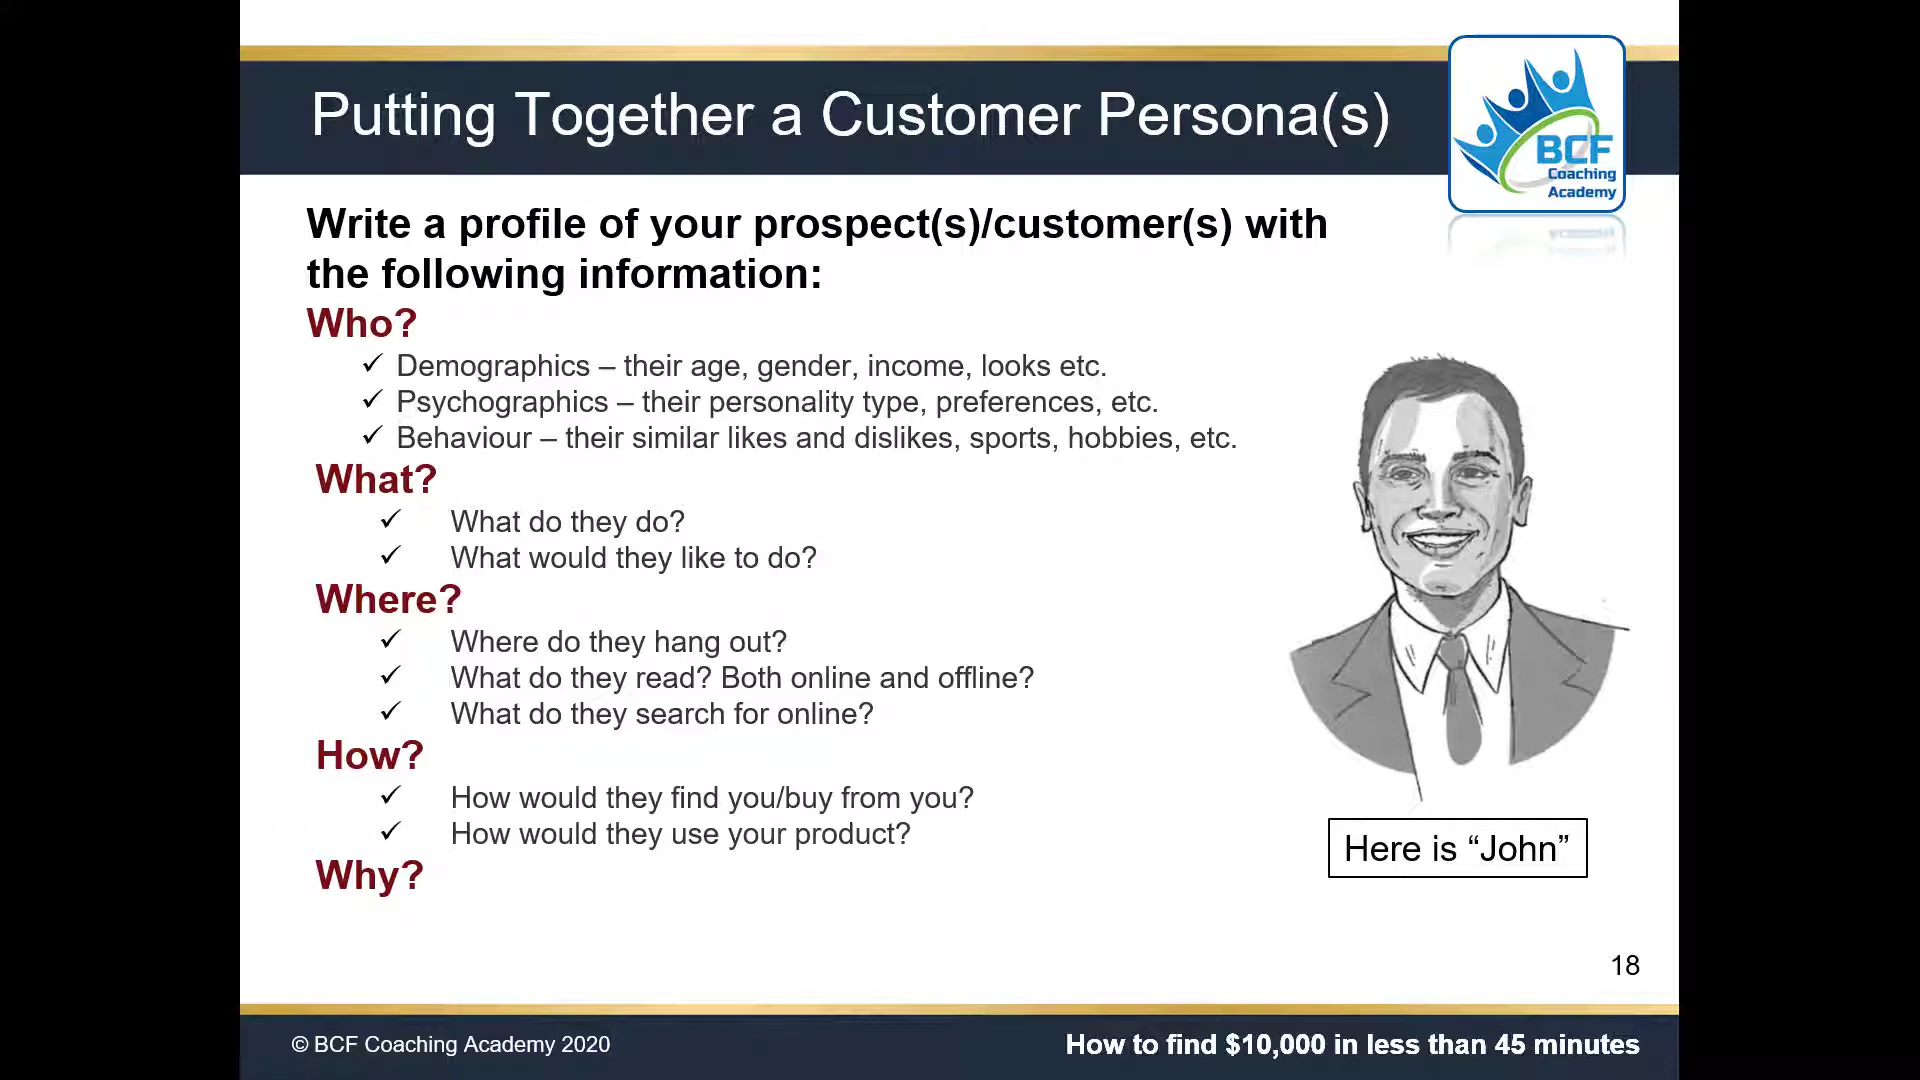 Putting Together a Customer Persona(s)
BCF
Coaching
Academy
Write a profile of your prospect(s)/customer(s) with
the following information:
Who?
✓ Demographics – their age, gender, income, looks etc.
✓ Psychographics – their personality type, preferences, etc.
✓ Behaviour – their similar likes and dislikes, sports, hobbies, etc.
What?
✓ What do they do?
✓ What would they like to do?
Where?
✓ Where do they hang out?
✓ What do they read? Both online and offline?
✓ What do they search for online?
How?
✓ How would they find you/buy from you?
✓ How would they use your product?
Why?
Here is “John”
18
© BCF Coaching Academy 2020
How to find $10,000 in less than 45 minutes